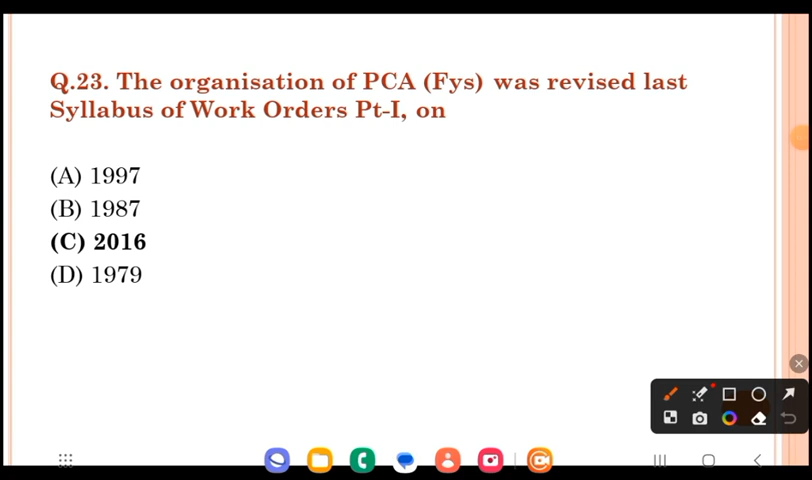 Q.23. The organisation of PCA (Fys) was revised last
Syllabus of Work Orders Pt-I, on
(A) 1997
(B) 1987
(C) 2016
(D) 1979